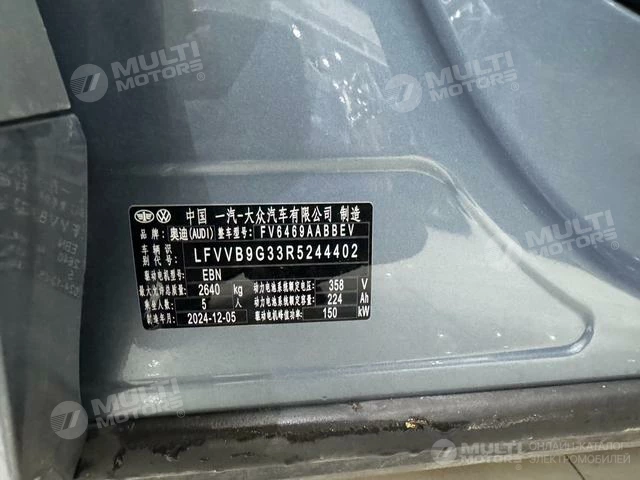 中国 一汽-大众汽车有限公司 制造
品牌: 奥迪(AUDI) 整车型号: FV6469AABBEV
车辆识别代号: LFVVB9G33R5244402
驱动电机型号: EBN
最大允许总质量: 2640 kg 动力电池系统额定电压: 358 V
乘坐人数: 5 人 动力电池系统额定容量: 224 Ah
制造年月: 2024-12-05 驱动电机峰值功率: 150 kW
MULTI MOTORS®
MULTI MOTORS®
MULTI MOTORS®
MULTI MOTORS®
MULTI MOTORS®
MULTI MOTORS®
ОНЛАЙН-КАТАЛОГ
ЭЛЕКТРОМОБИЛЕЙ